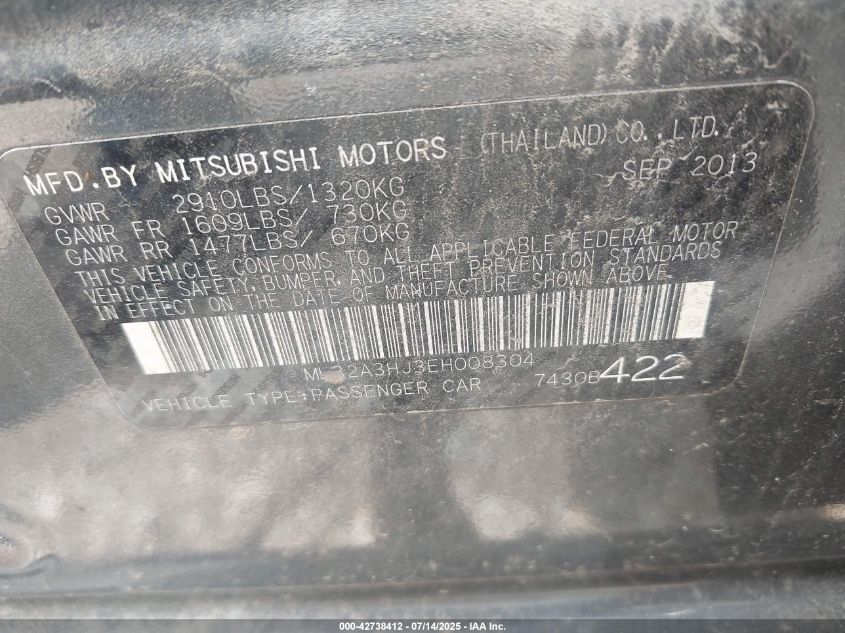 MFD.BY MITSUBISHI MOTORS (THAILAND) CO.,LTD.
SEP 2013
GVWR 2910LBS/1320KG
GAWR FR 1609LBS/ 730KG
GAWR RR 1477LBS/ 670KG
THIS VEHICLE CONFORMS TO ALL APPLICABLE FEDERAL MOTOR
VEHICLE SAFETY,BUMPER,AND THEFT PREVENTION STANDARDS
IN EFFECT ON THE DATE OF MANUFACTURE SHOWN ABOVE.
ML32A3HJ3EH008304
VEHICLE TYPE:PASSENGER CAR 7430B422
000-42738412 - 07/14/2025 - IAA Inc.